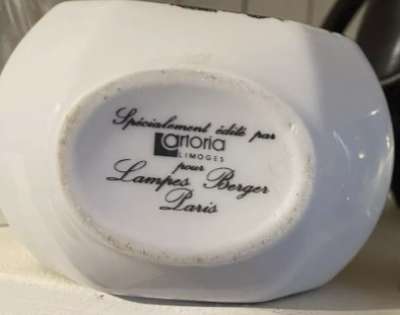 Spécialement édité par
artoria
LIMOGES
pour
Lampes Berger
Paris